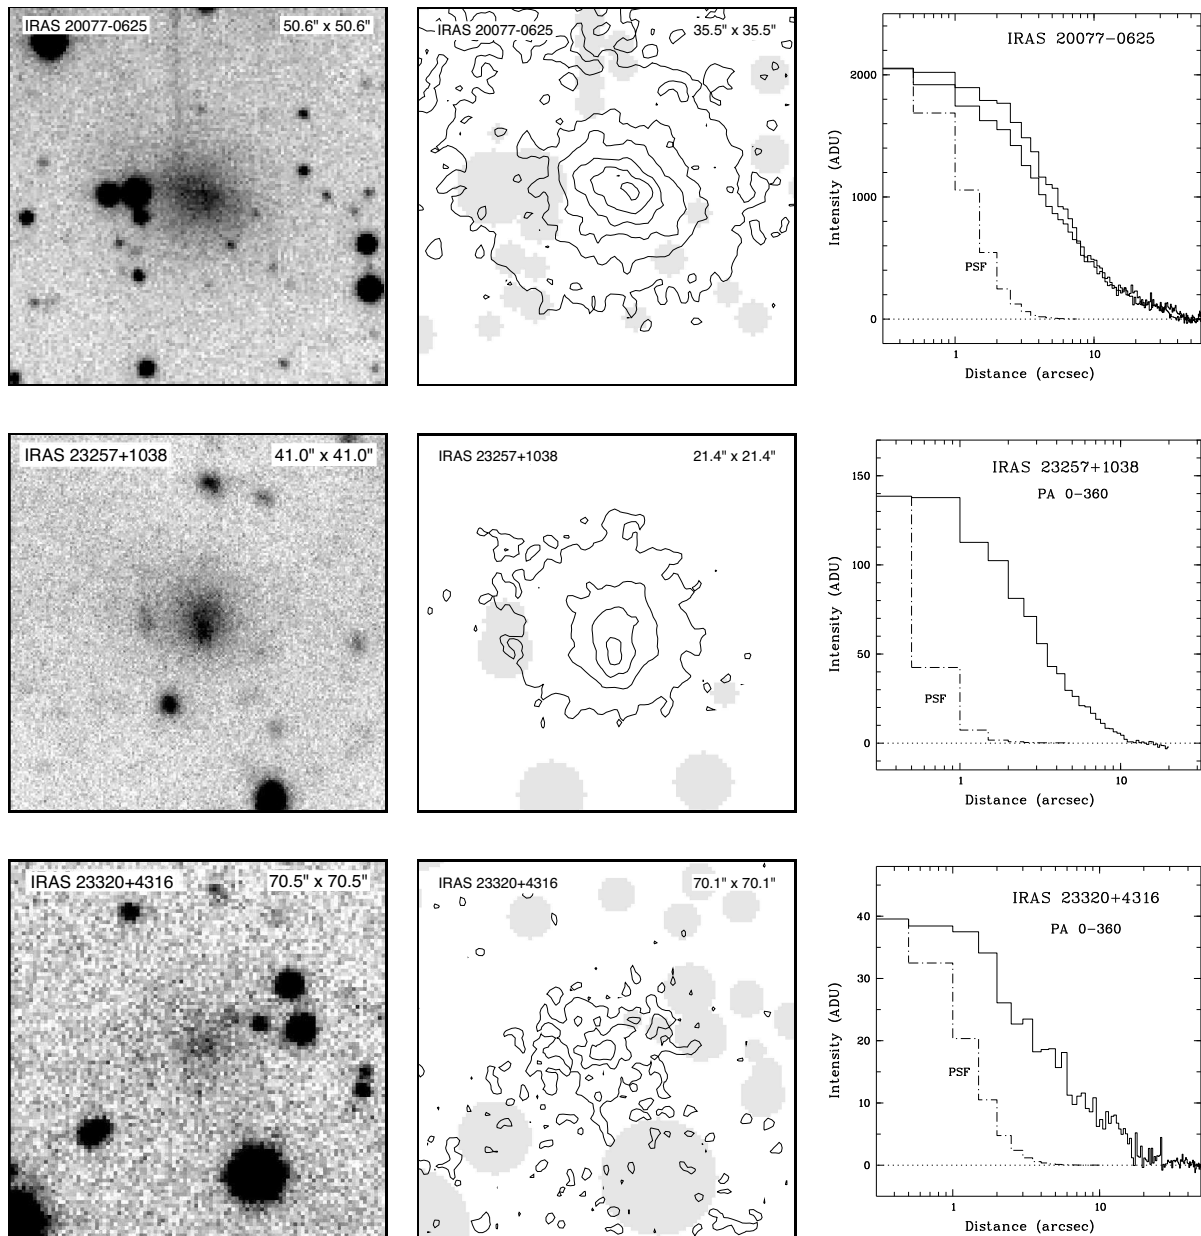 IRAS 20077-0625 50.6" x 50.6"
IRAS 20077-0625 35.5" x 35.5"
IRAS 20077-0625
2000
1000
0
Intensity (ADU)
PSF
1 10
Distance (arcsec)
IRAS 23257+1038 41.0" x 41.0"
IRAS 23257+1038 21.4" x 21.4"
IRAS 23257+1038
PA 0-360
150
100
50
0
Intensity (ADU)
PSF
1 10
Distance (arcsec)
IRAS 23320+4316 70.5" x 70.5"
IRAS 23320+4316 70.1" x 70.1"
IRAS 23320+4316
PA 0-360
40
30
20
10
0
Intensity (ADU)
PSF
1 10
Distance (arcsec)